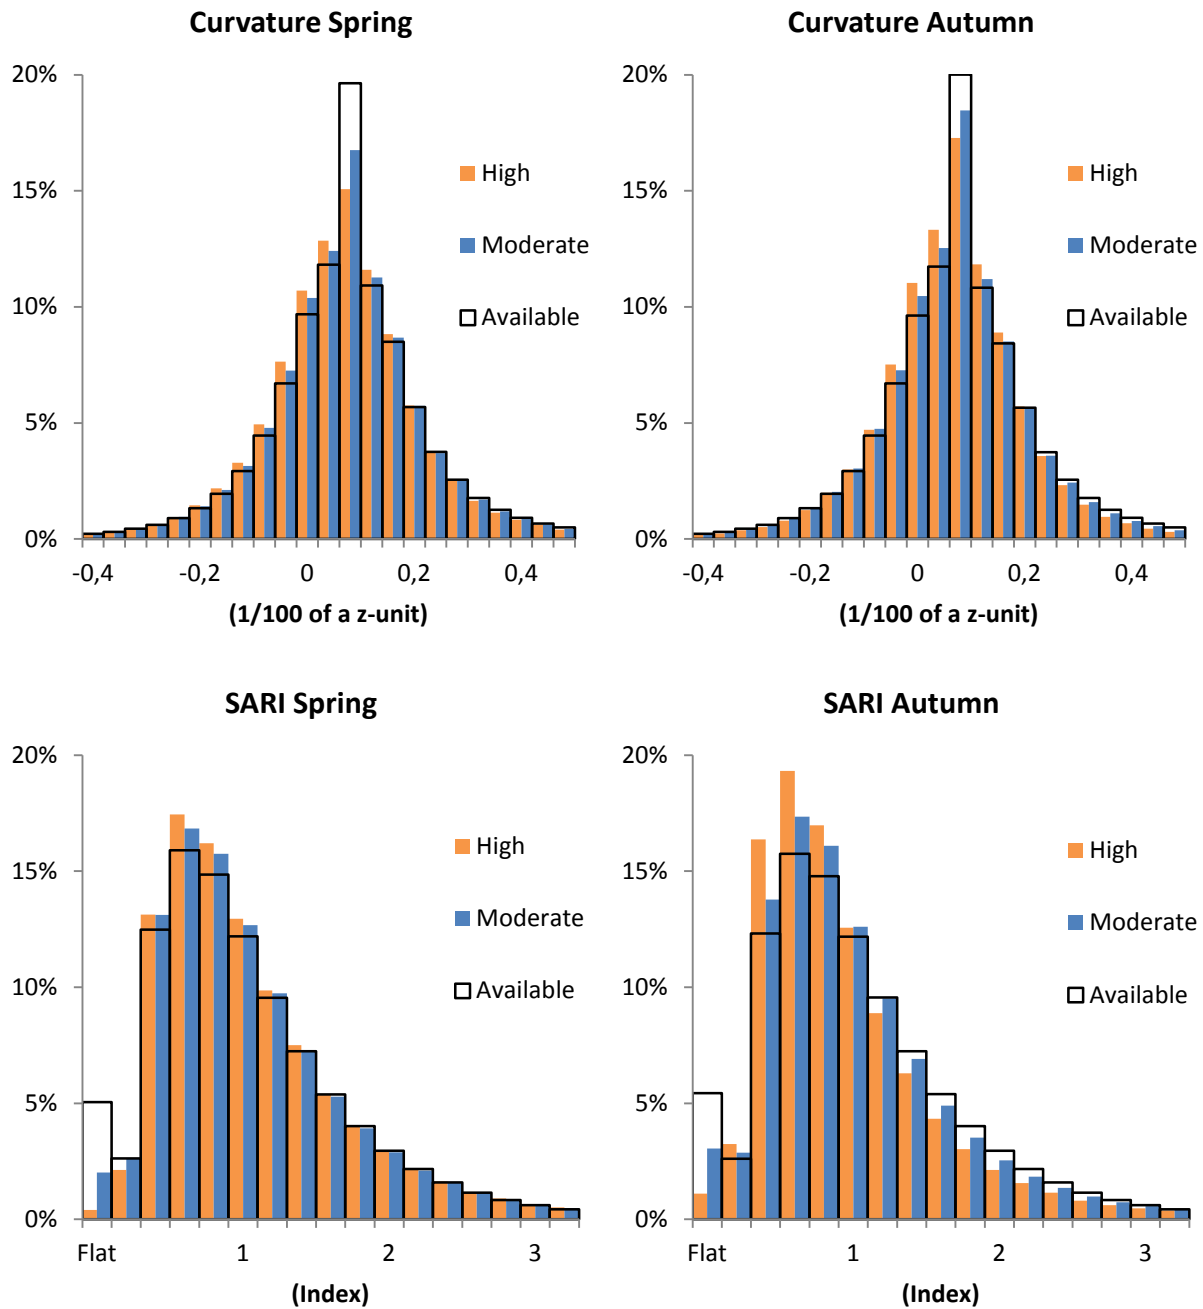 Curvature Spring
20%
15%
10%
5%
0%
High
Moderate
Available
-0,4 -0,2 0 0,2 0,4
(1/100 of a z-unit)
Curvature Autumn
20%
15%
10%
5%
0%
High
Moderate
Available
-0,4 -0,2 0 0,2 0,4
(1/100 of a z-unit)
SARI Spring
20%
15%
10%
5%
0%
High
Moderate
Available
Flat 1 2 3
(Index)
SARI Autumn
20%
15%
10%
5%
0%
High
Moderate
Available
Flat 1 2 3
(Index)